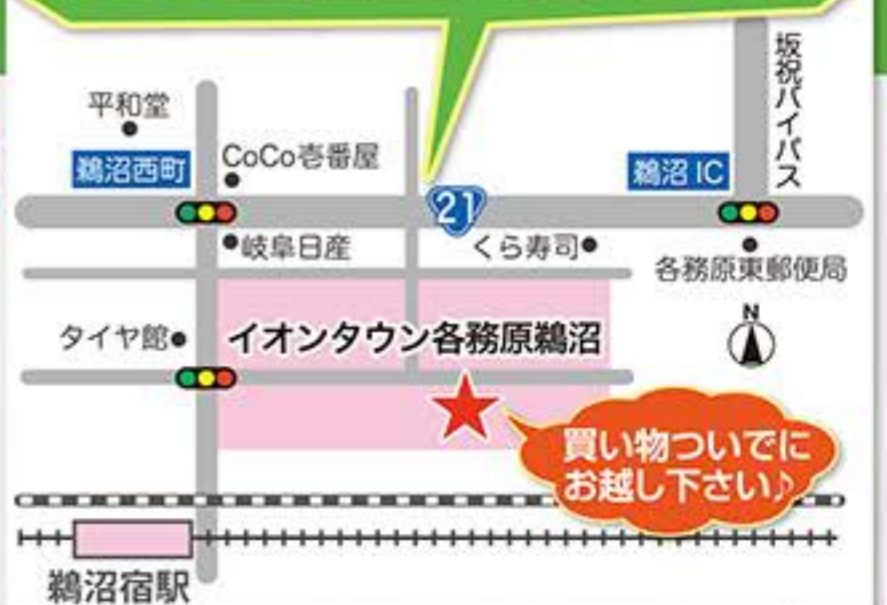 坂祝バイパス
平和堂
鵜沼西町
CoCo壱番屋
鵜沼 IC
21
岐阜日産
くら寿司
各務原東郵便局
N
タイヤ館
イオンタウン各務原鵜沼
買い物ついでに
お越し下さい♪
鵜沼宿駅